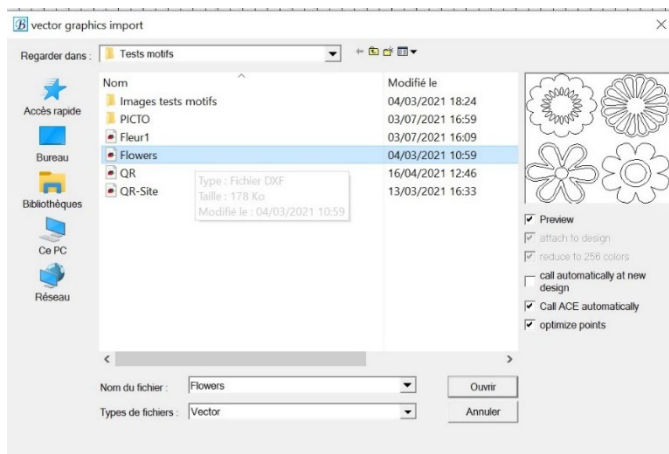 vector graphics import
Regarder dans : Tests motifs
Accès rapide
Bureau
Bibliothèques
Ce PC
Réseau
Nom Modifié le
Images tests motifs 04/03/2021 18:24
PICTO 03/07/2021 16:59
Fleur1 03/07/2021 16:09
Flowers 04/03/2021 10:59
QR 16/04/2021 12:46
QR-Site 13/03/2021 16:33
Type : Fichier DXF
Taille : 178 Ko
Modifié le : 04/03/2021 10:59
Preview
attach to design
reduce to 256 colors
call automatically at new
design
Call ACE automatically
optimize points
Nom du fichier : Flowers Ouvrir
Types de fichiers : Vector Annuler